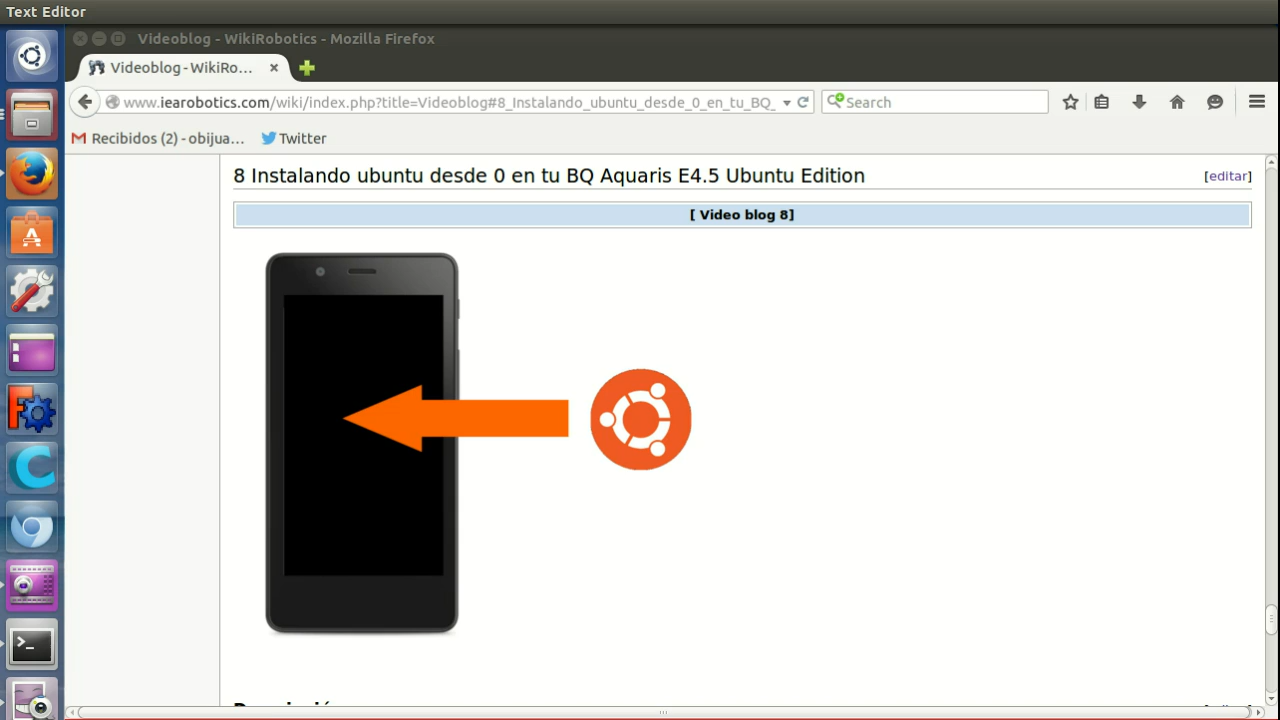 Text Editor
Videoblog - WikiRobotics - Mozilla Firefox
Videoblog - WikiRo...
www.iearobotics.com/wiki/index.php?title=Videoblog#8_Instalando_ubuntu_desde_0_en_tu_BQ_
Search
Recibidos (2) - obijua...
Twitter
8 Instalando ubuntu desde 0 en tu BQ Aquaris E4.5 Ubuntu Edition
[editar]
[ Video blog 8]